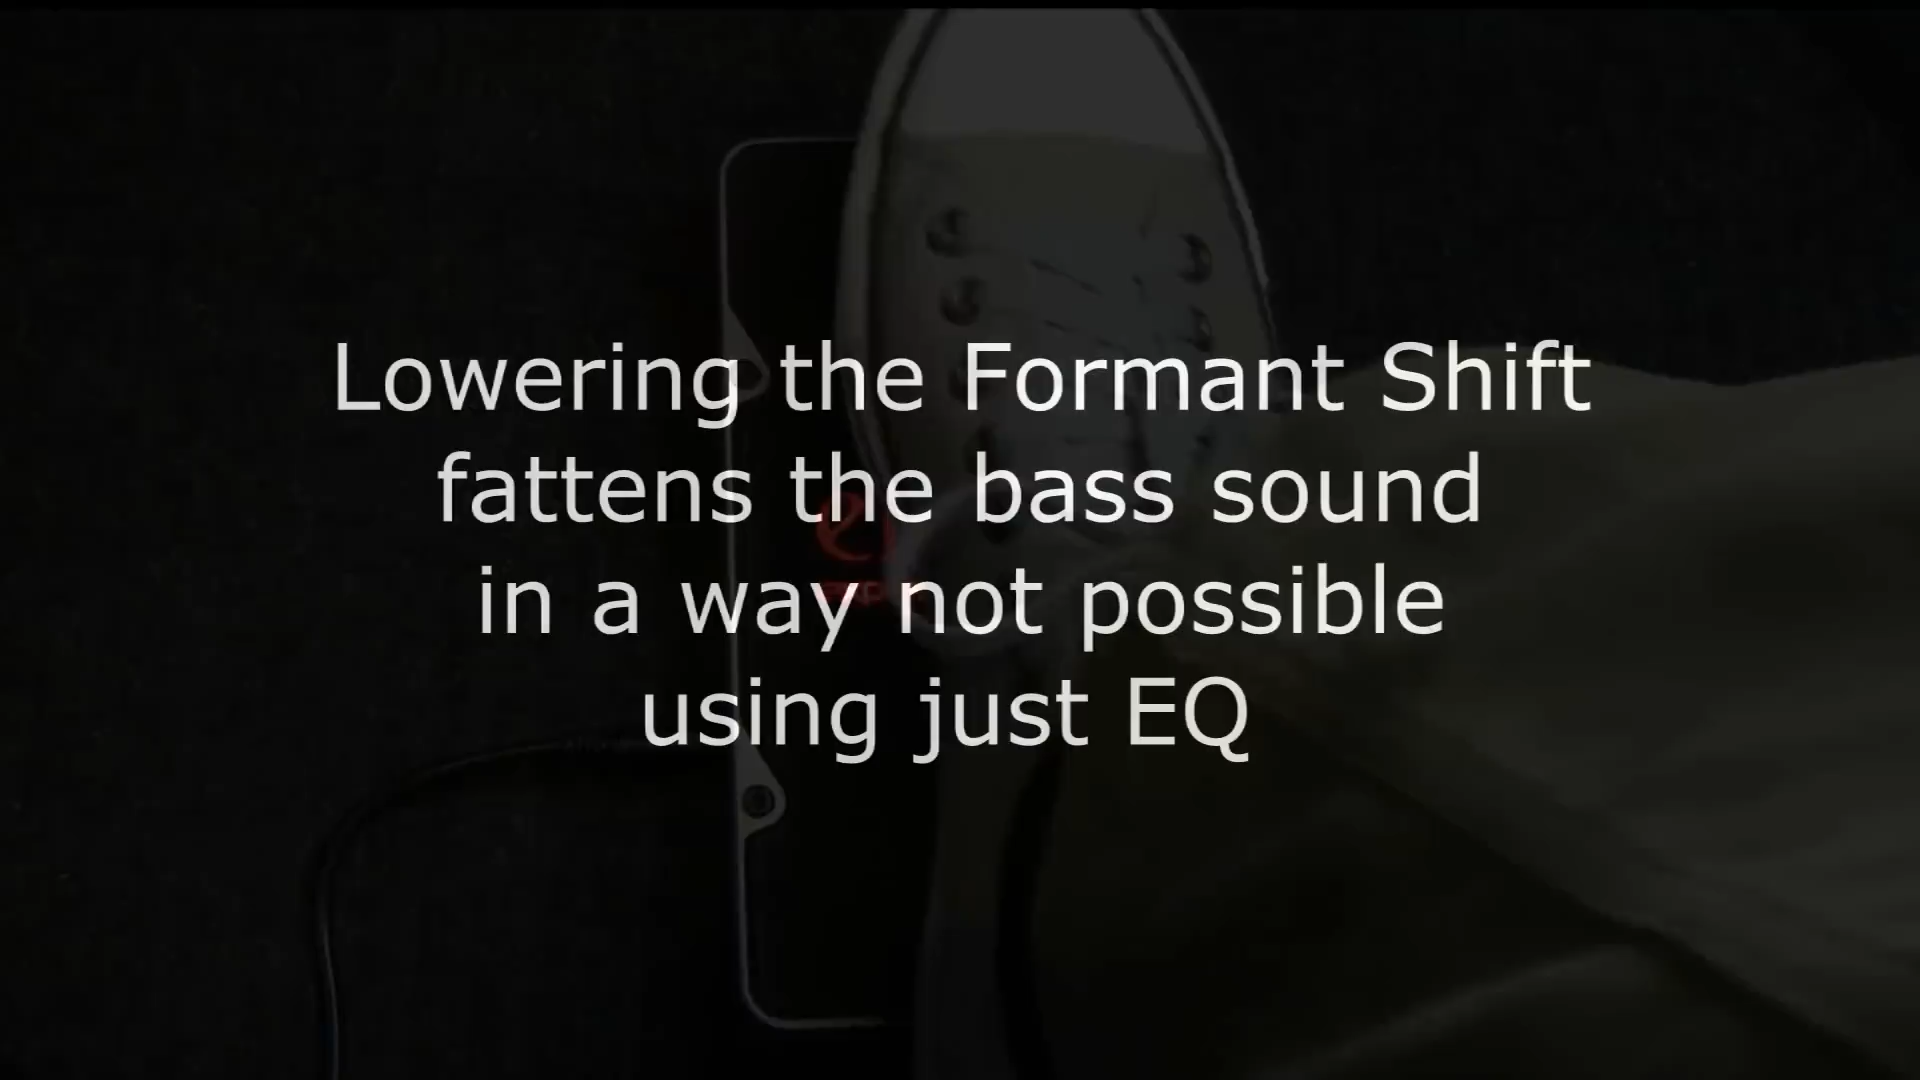 Lowering the Formant Shift
fattens the bass sound
in a way not possible
using just EQ